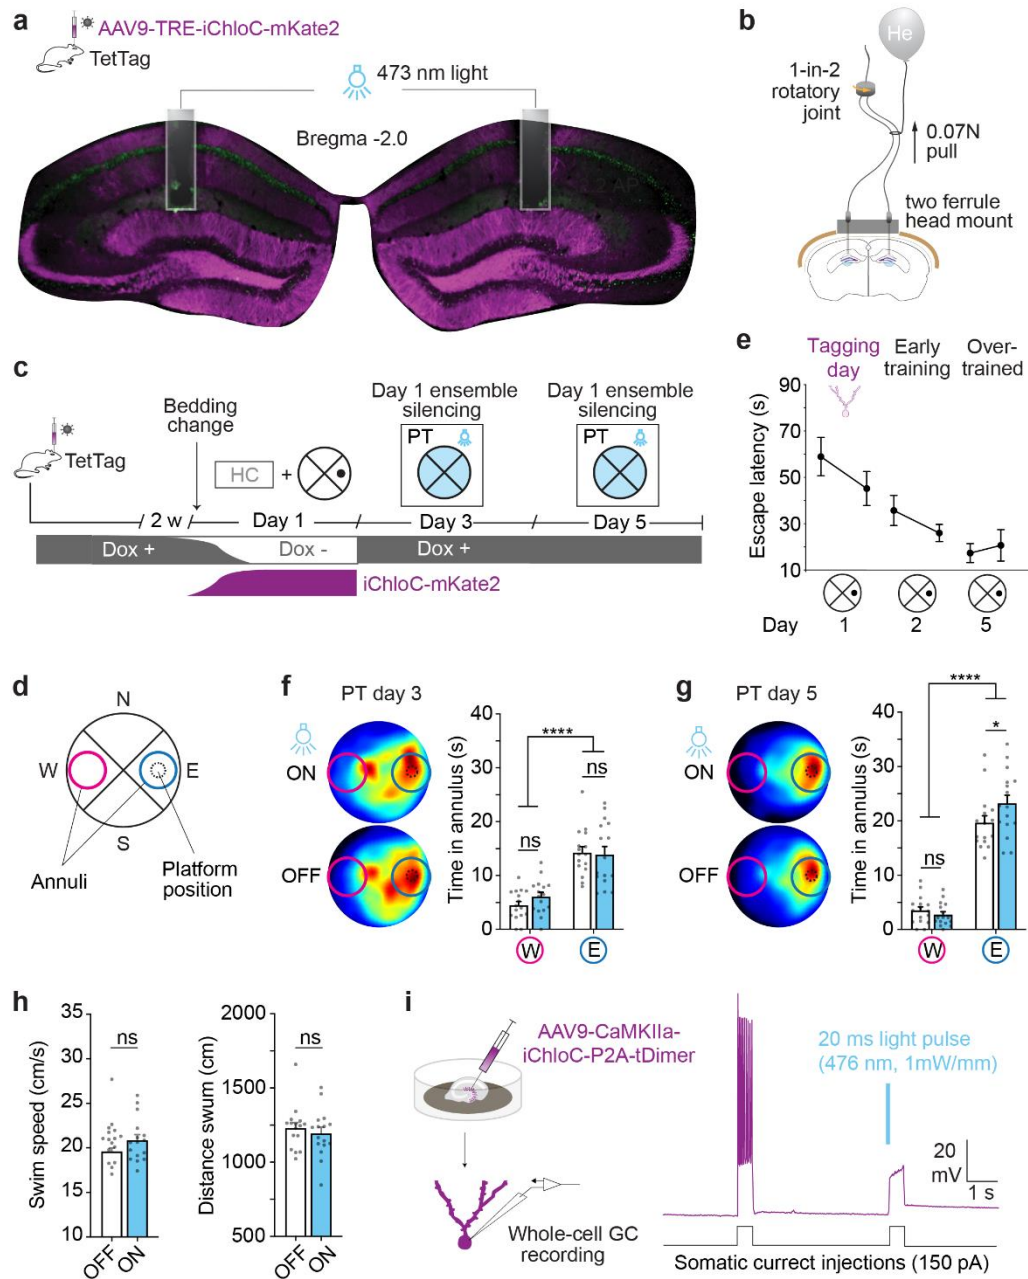 a
AAV9-TRE-iChloC-mKate2
TetTag
473 nm light
Bregma -2.0
b
He
1-in-2
rotatory
joint
0.07N
pull
two ferrule
head mount
c
TetTag
Bedding
change
HC
+
Day 1 ensemble
silencing
PT
Day 1 ensemble
silencing
PT
2 w
Day 1
Day 3
Day 5
Dox +
Dox -
Dox +
iChloC-mKate2
e
Tagging
day
Early
training
Over-
trained
Escape latency (s)
90
70
50
30
10
Day
1
2
5
d
N
W
E
S
Annuli
Platform
position
f
PT day 3
ON
OFF
Time in annulus (s)
40
30
20
10
0
****
ns
ns
W
E
g
PT day 5
ON
OFF
Time in annulus (s)
40
30
20
10
0
****
*
ns
W
E
h
Swim speed (cm/s)
35
30
25
20
15
10
ns
OFF
ON
Distance swum (cm)
2000
1500
1000
500
ns
OFF
ON
i
AAV9-CaMKIIa-
iChloC-P2A-tDimer
Whole-cell GC
recording
20 ms light pulse
(476 nm, 1mW/mm)
20
mV
1 s
Somatic currect injections (150 pA)